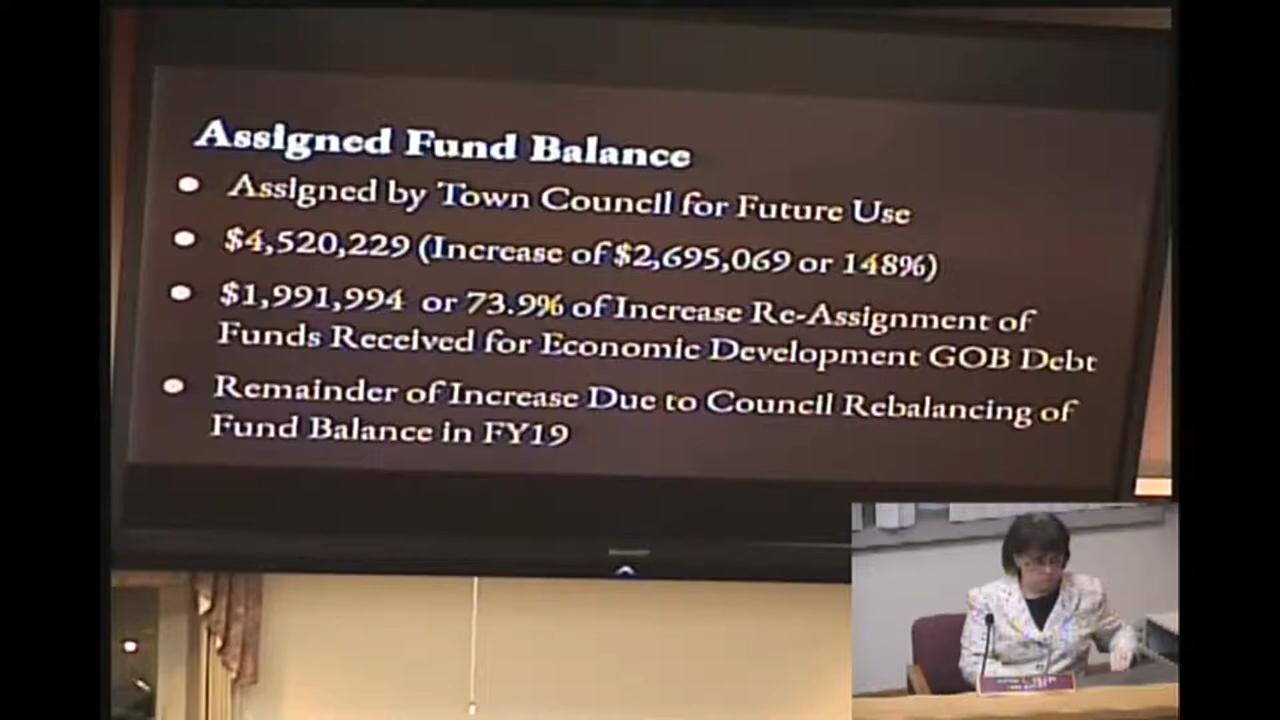 Assigned Fund Balance
Assigned by Town Council for Future Use
$4,520,229 (Increase of $2,695,069 or 148%)
$1,991,994 or 73.9% of Increase Re-Assignment of
Funds Received for Economic Development GOB Debt
Remainder of Increase Due to Council Rebalancing of
Fund Balance in FY19